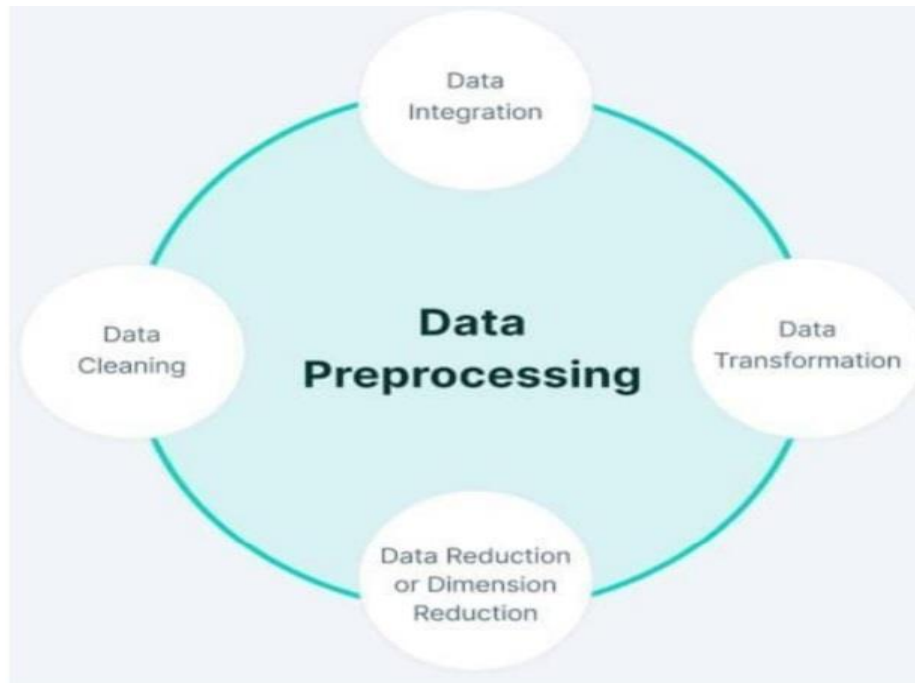 Data
Integration
Data
Cleaning
Data
Preprocessing
Data
Transformation
Data Reduction
or Dimension
Reduction